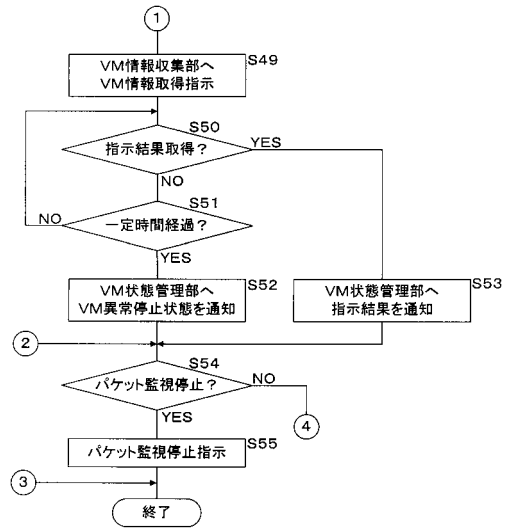 1
VM情報収集部へ
VM情報取得指示
S49
S50
指示結果取得？
YES
NO
S51
NO
一定時間経過？
YES
VM状態管理部へ
VM異常停止状態を通知
S52
VM状態管理部へ
指示結果を通知
S53
2
S54
パケット監視停止？
NO
YES
4
パケット監視停止指示
S55
3
終了